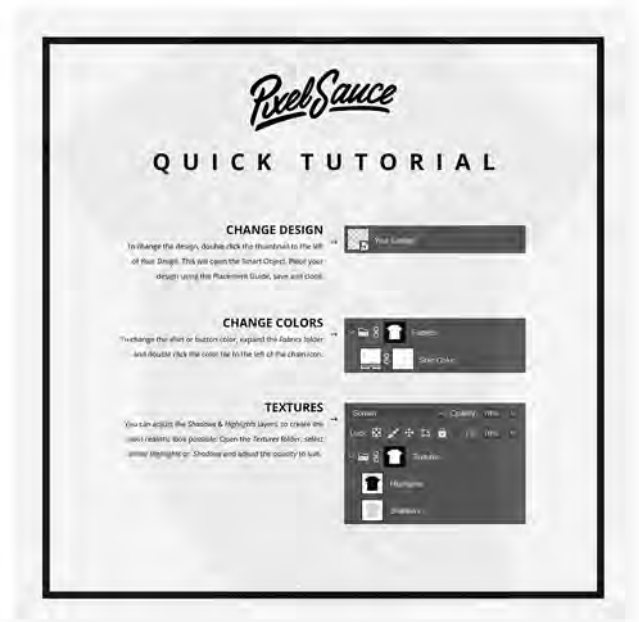 PixelSauce
QUICK TUTORIAL
CHANGE DESIGN
To change the design, double click the thumbnail to the left
of Your Design. This will open the Smart Object. Place your
design using the Placement Guide, save and close.
Your Design
CHANGE COLORS
To change the shirt or button color, expand the Fabrics folder
and double click the color tile to the left of the chain icon.
Fabrics
Shirt Color
TEXTURES
You can adjust the Shadows & Highlights layers, to create the
most realistic look possible. Open the Textures folder, select
either Highlights or Shadows and adjust the opacity to suit.
Screen
Opacity:
Lock:
Textures
Highlights
Shadows